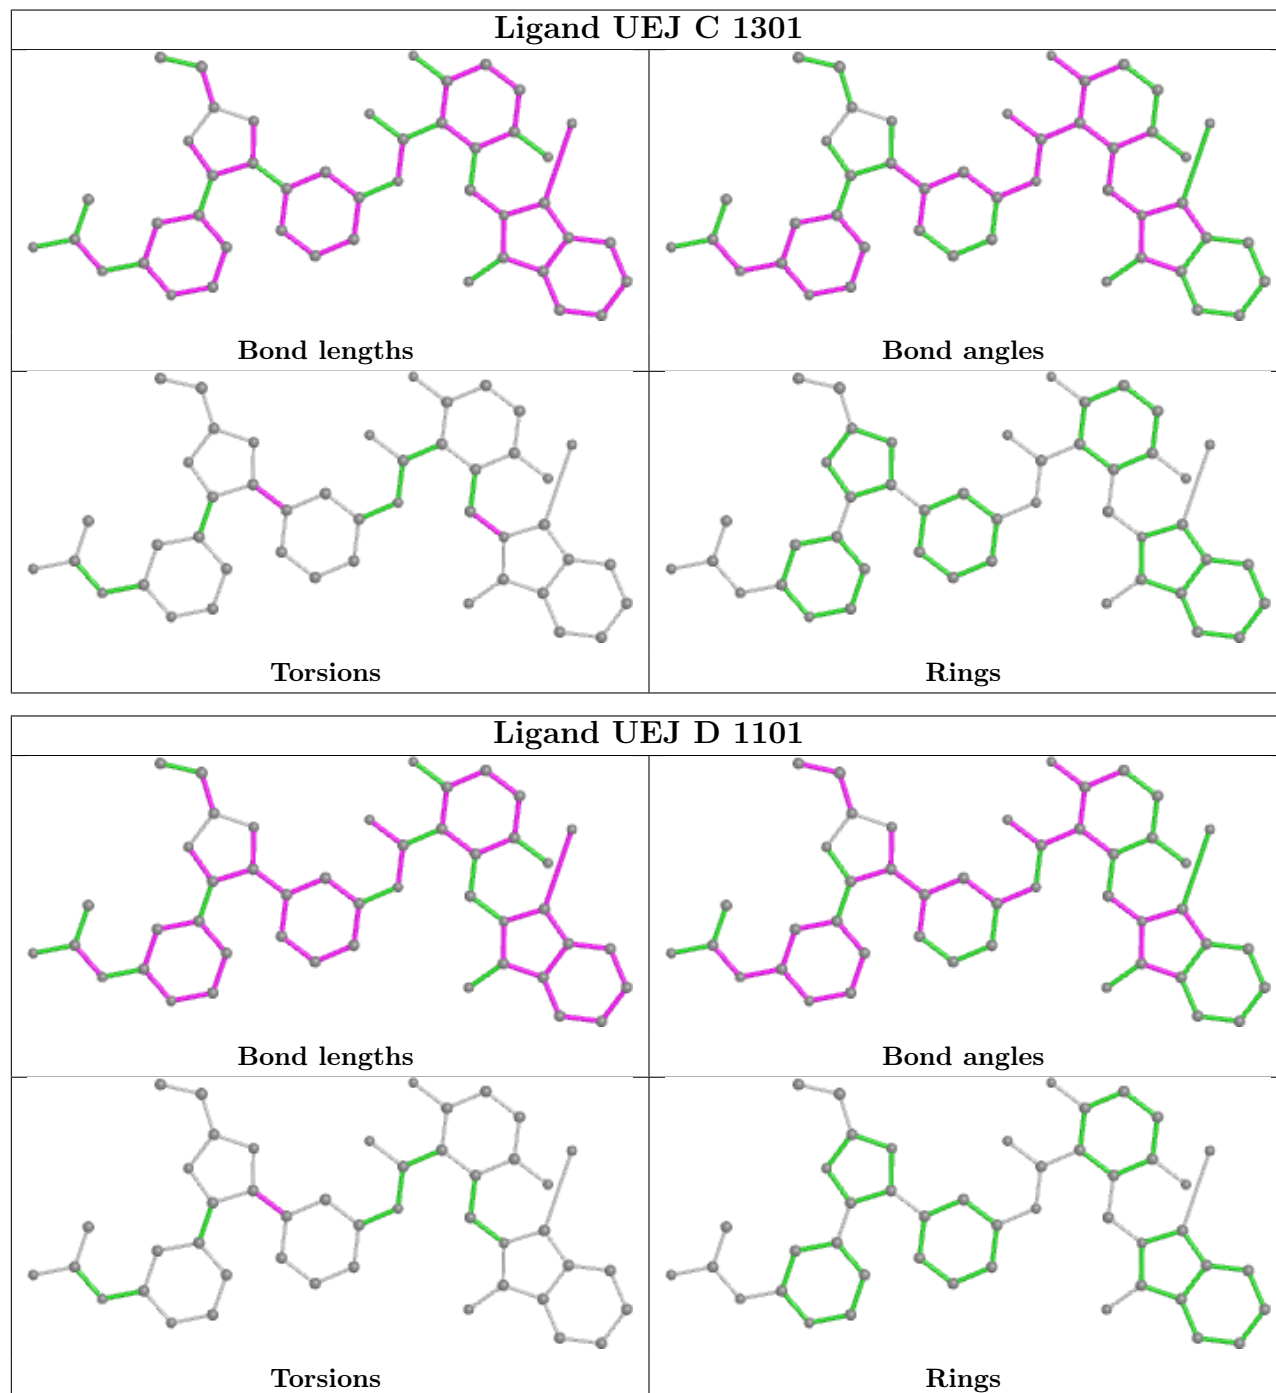 Ligand UEJ C 1301
Bond lengths
Bond angles
Torsions
Rings
Ligand UEJ D 1101
Bond lengths
Bond angles
Torsions
Rings